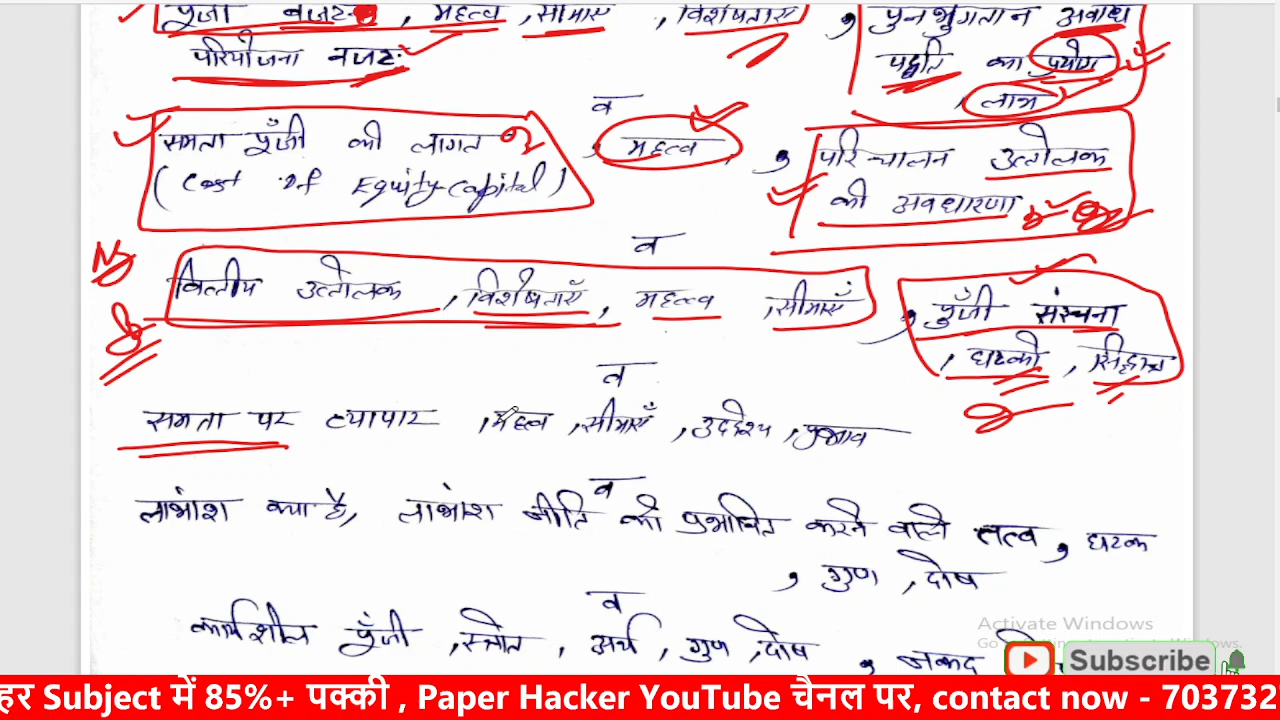 पूंजी बजटन, महत्व, सीमाएं, विशेषताएं, पुनर्भुगतान अवधि
परियोजना बजट पद्धति का प्रयोग
, लाभ
व
समता पूँजी की लागत, महत्व, परिचालन उत्तोलक
(Cost of Equity Capital) की अवधारणा
व
वित्तीय उत्तोलक, विशेषताएँ, महत्व, सीमाएँ, पूँजी संरचना
, घटको, सिद्धान्त
व
समता पर व्यापार, महत्व, सीमाएँ, उद्देश्य, प्रभाव
व
लाभांश क्या है, लाभांश नीति को प्रभावित करने वाले तत्व, घटक
, गुण, दोष
व
कार्यशील पूँजी, स्त्रोत, अर्थ, गुण, दोष, नकद
Activate Windows
Subscribe
हर Subject में 85%+ पक्की , Paper Hacker YouTube चैनल पर, contact now - 703732